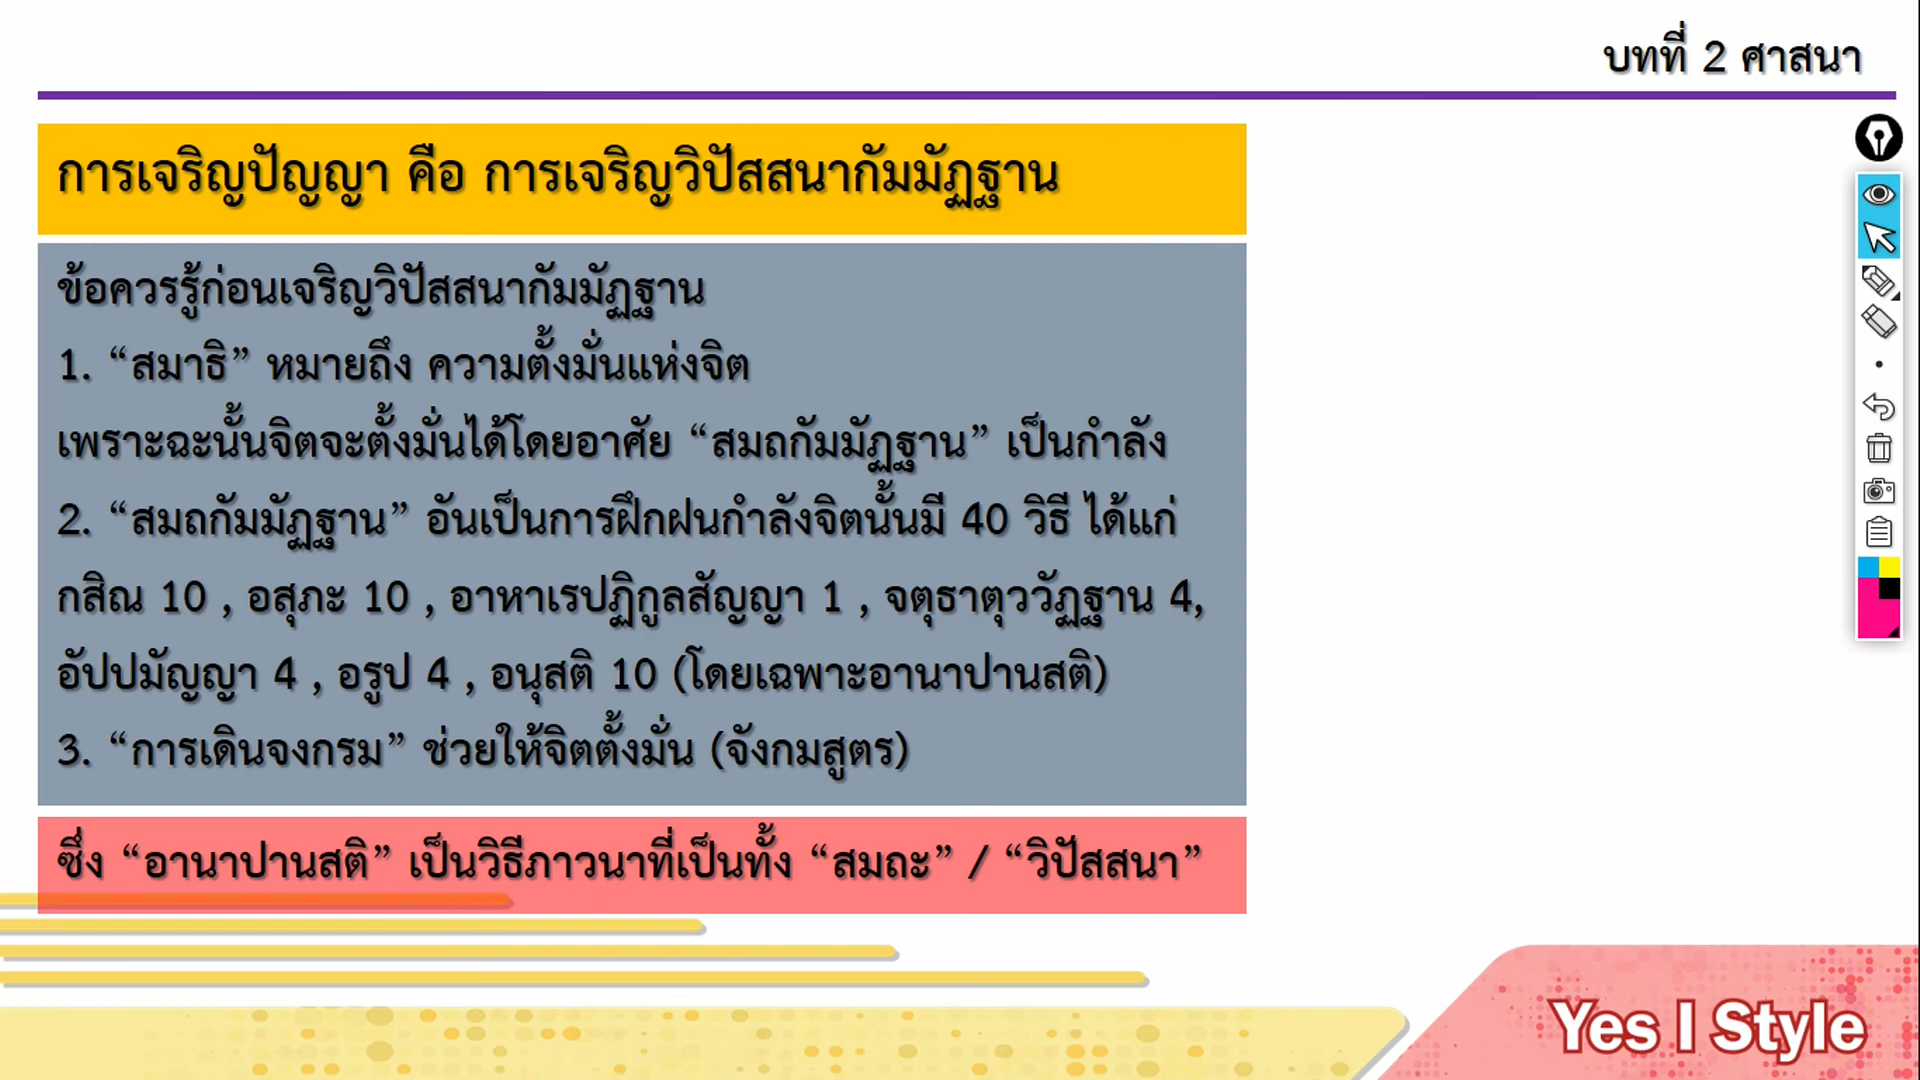 บทที่ 2 ศาสนา
การเจริญปัญญา คือ การเจริญวิปัสสนากัมมัฏฐาน
ข้อควรรู้ก่อนเจริญวิปัสสนากัมมัฏฐาน
1. “สมาธิ” หมายถึง ความตั้งมั่นแห่งจิต
เพราะฉะนั้นจิตจะตั้งมั่นได้โดยอาศัย “สมถกัมมัฏฐาน” เป็นกำลัง
2. “สมถกัมมัฏฐาน” อันเป็นการฝึกฝนกำลังจิตนั้นมี 40 วิธี ได้แก่
กสิณ 10 , อสุภะ 10 , อาหาเรปฏิกูลสัญญา 1 , จตุธาตุววัฏฐาน 4,
อัปปมัญญา 4 , อรูป 4 , อนุสติ 10 (โดยเฉพาะอานาปานสติ)
3. “การเดินจงกรม” ช่วยให้จิตตั้งมั่น (จังกมสูตร)
ซึ่ง “อานาปานสติ” เป็นวิธีภาวนาที่เป็นทั้ง “สมถะ” / “วิปัสสนา”
Yes I Style